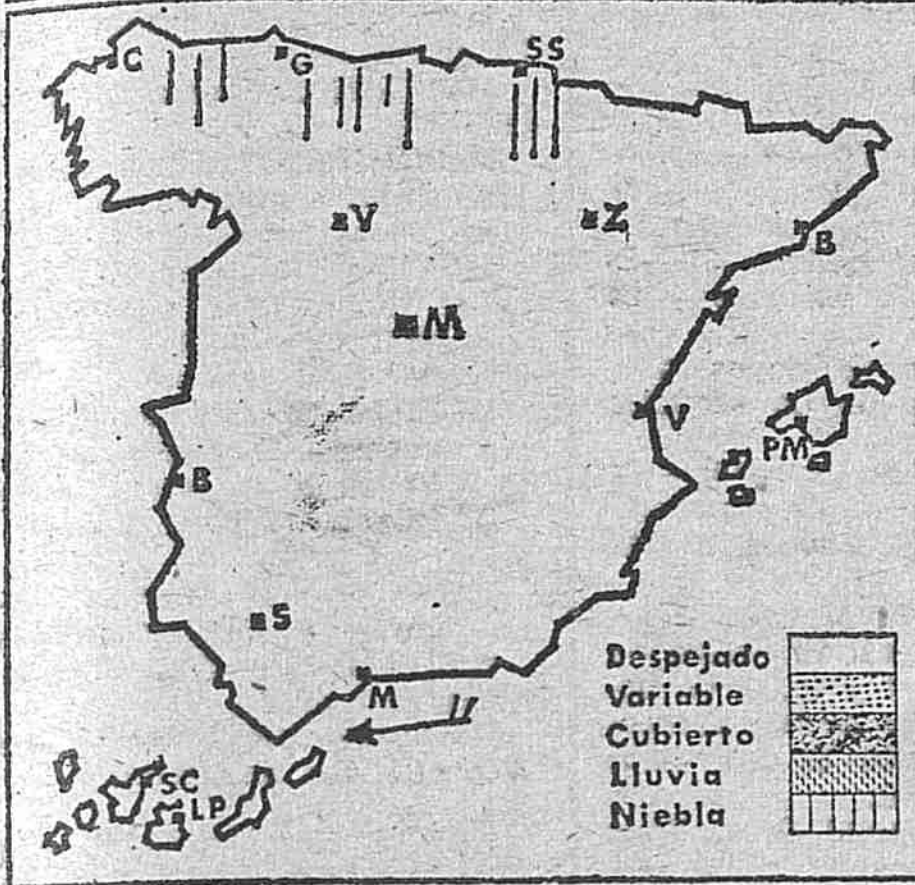 C
G
SS
V
Z
B
M
V
PM
B
S
M
SC
LP
Despejado
Variable
Cubierto
Lluvia
Niebla